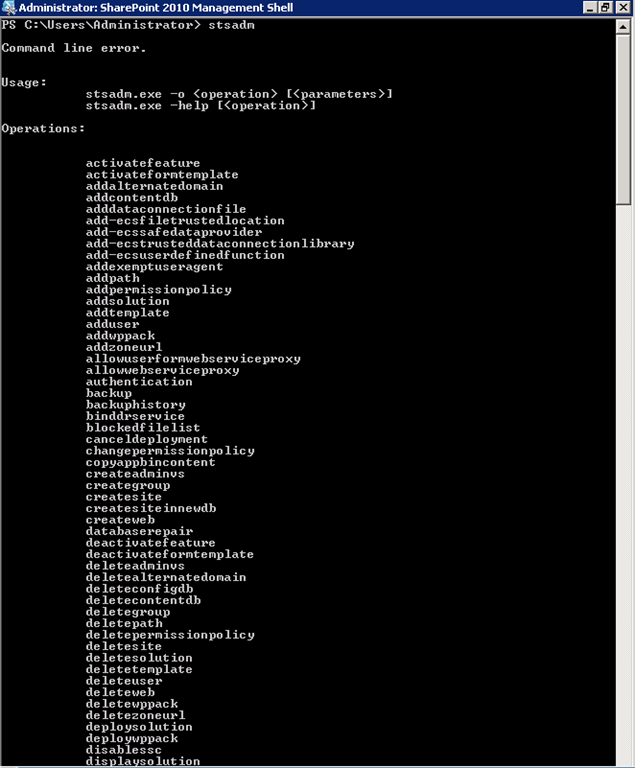 Administrator: SharePoint 2010 Management Shell
PS C:\Users\Administrator> stsadm
Command line error.
Usage:
stsadm.exe -o <operation> [<parameters>]
stsadm.exe -help [<operation>]
Operations:
activatefeature
activateformtemplate
addalternatedomain
addcontentdb
adddataconnectionfile
add-ecsfiletrustedlocation
add-ecssafedataprovider
add-ecstrusteddataconnectionlibrary
add-ecsuserdefinedfunction
addexemptuseragent
addpath
addpermissionpolicy
addsolution
addtemplate
adduser
addwppack
addzoneurl
allowuserformwebserviceproxy
allowwebserviceproxy
authentication
backup
backuphistory
binddrservice
blockedfilelist
canceldeployment
changepermissionpolicy
copyappbincontent
createadminvs
creategroup
createsite
createsiteinnewdb
createweb
databaserepair
deactivatefeature
deactivateformtemplate
deleteadminvs
deletealternatedomain
deleteconfigdb
deletecontentdb
deletegroup
deletepath
deletepermissionpolicy
deletesite
deletesolution
deletetemplate
deleteuser
deleteweb
deletewppack
deletezoneurl
deploysolution
deploywppack
disablessc
displaysolution